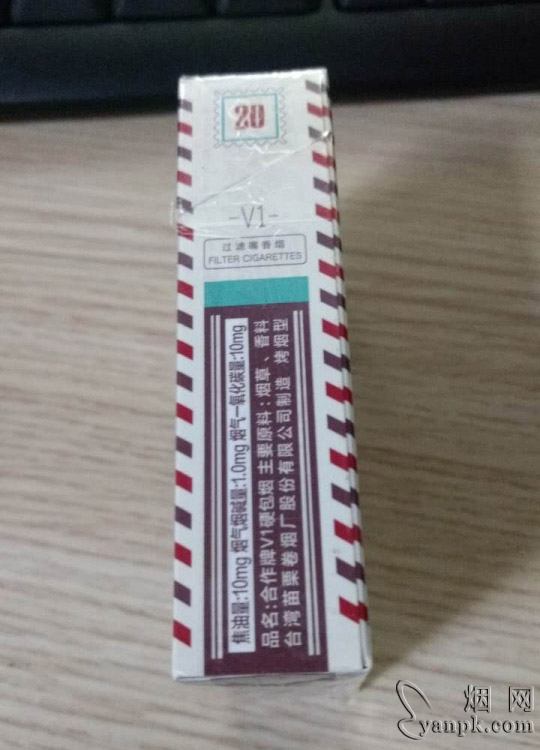 20
-V1-
过滤嘴香烟
FILTER CIGARETTES
焦油量:10mg 烟气烟碱量:1.0mg 烟气一氧化碳量:10mg
品名:合作牌V1硬包烟 主要原料:烟草、香料
台湾苗栗卷烟厂股份有限公司制造 烤烟型
烟网
yanpk.com